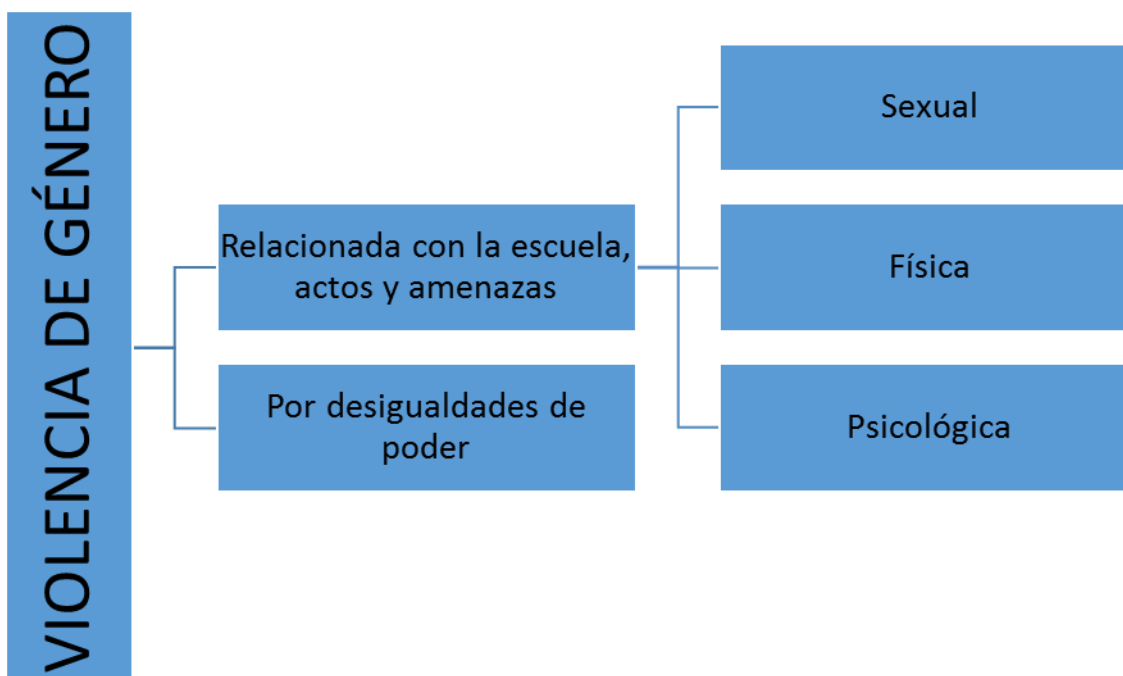 VIOLENCIA DE GÉNERO
Relacionada con la escuela,
actos y amenazas
Por desigualdades de
poder
Sexual
Física
Psicológica